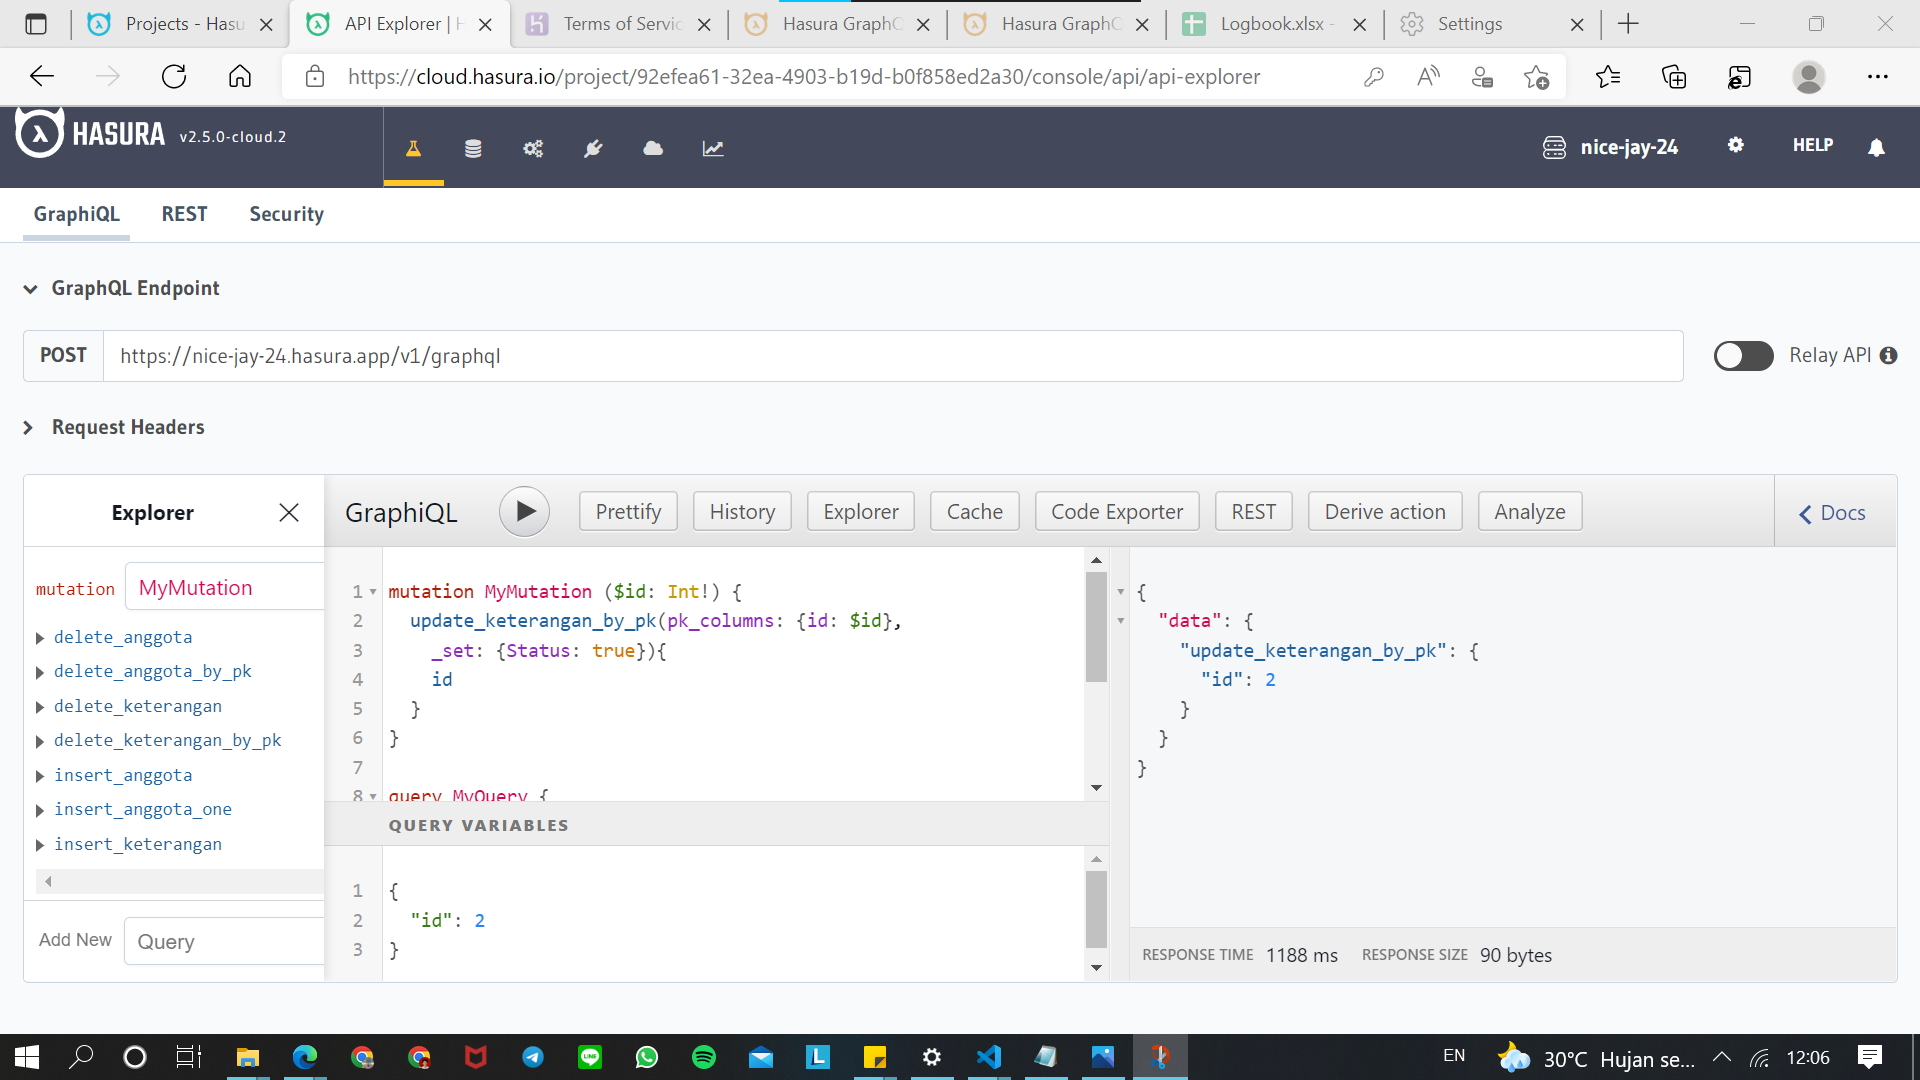 Projects - Hasu
API Explorer | H
Terms of Servic
Hasura GraphQ
Hasura GraphQ
Logbook.xlsx -
Settings
https://cloud.hasura.io/project/92efea61-32ea-4903-b19d-b0f858ed2a30/console/api/api-explorer
HASURA v2.5.0-cloud.2
nice-jay-24
HELP
GraphiQL REST Security
GraphQL Endpoint
POST https://nice-jay-24.hasura.app/v1/graphql
Relay API
Request Headers
Explorer
GraphiQL
Prettify History Explorer Cache Code Exporter REST Derive action Analyze
Docs
mutation MyMutation
delete_anggota
delete_anggota_by_pk
delete_keterangan
delete_keterangan_by_pk
insert_anggota
insert_anggota_one
insert_keterangan
Add New Query
1 mutation MyMutation ($id: Int!) {
2 update_keterangan_by_pk(pk_columns: {id: $id},
3 _set: {Status: true}){
4 id
5 }
6 }
7
8 query MyQuery {
QUERY VARIABLES
1 {
2 "id": 2
3 }
{
"data": {
"update_keterangan_by_pk": {
"id": 2
}
}
}
RESPONSE TIME 1188 ms RESPONSE SIZE 90 bytes
EN
30°C Hujan se...
12:06